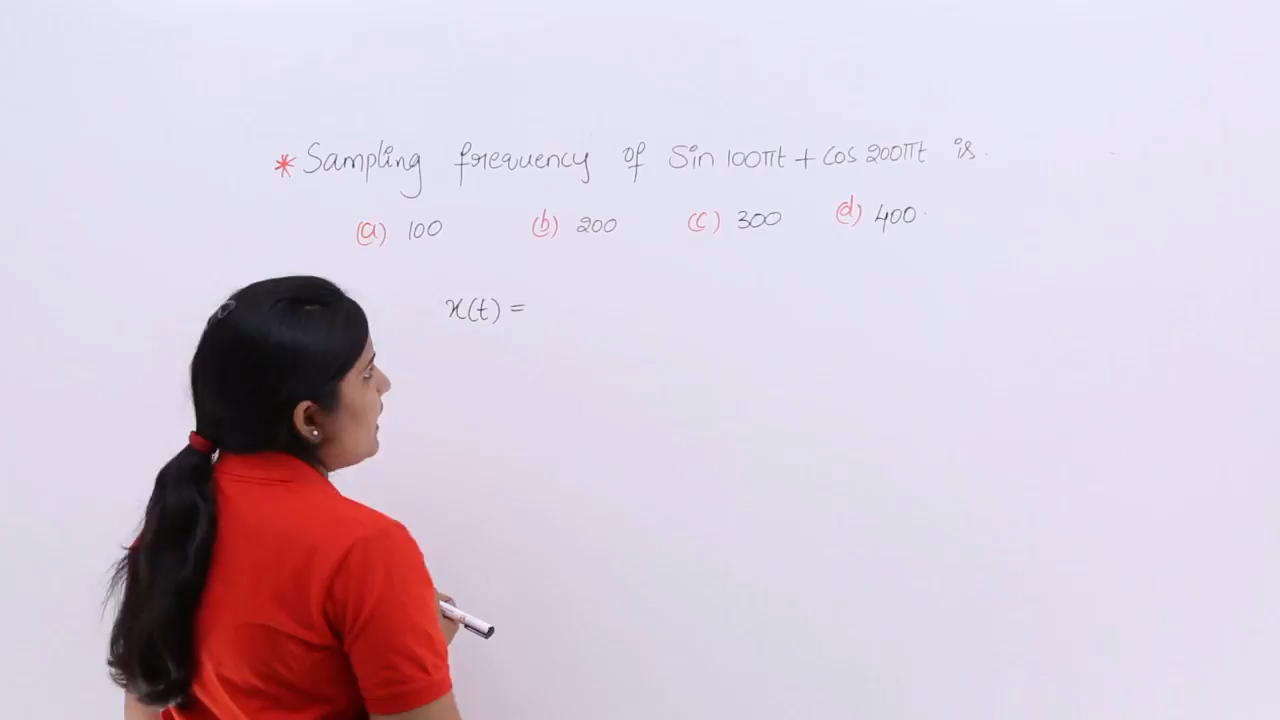 * Sampling frequency of Sin 100πt + Cos 200πt is.
(a) 100 (b) 200 (c) 300 (d) 400.
x(t) =